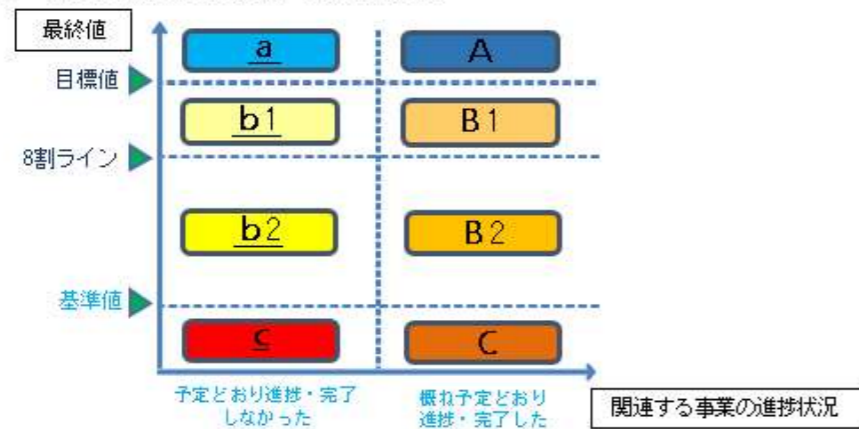 最終値
a
A
目標値
b1
B1
8割ライン
b2
B2
基準値
c
C
予定どおり進捗・完了
しなかった
概ね予定どおり
進捗・完了した
関連する事業の進捗状況